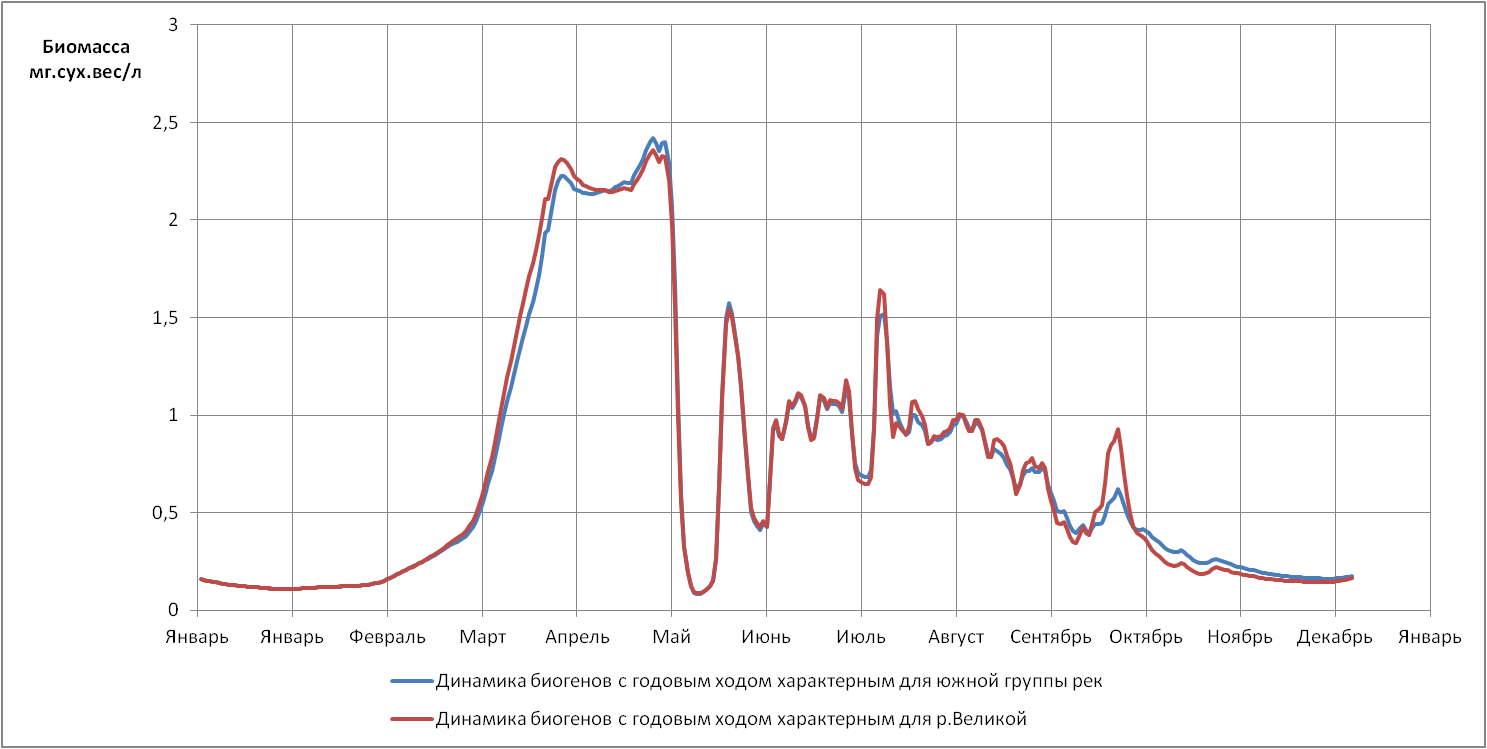 Биомасса
мг.сух.вес/л
3
2,5
2
1,5
1
0,5
0
Январь Январь Февраль Март Апрель Май Июнь Июль Август Сентябрь Октябрь Ноябрь Декабрь Январь
Динамика биогенов с годовым ходом характерным для южной группы рек
Динамика биогенов с годовым ходом характерным для р.Великой